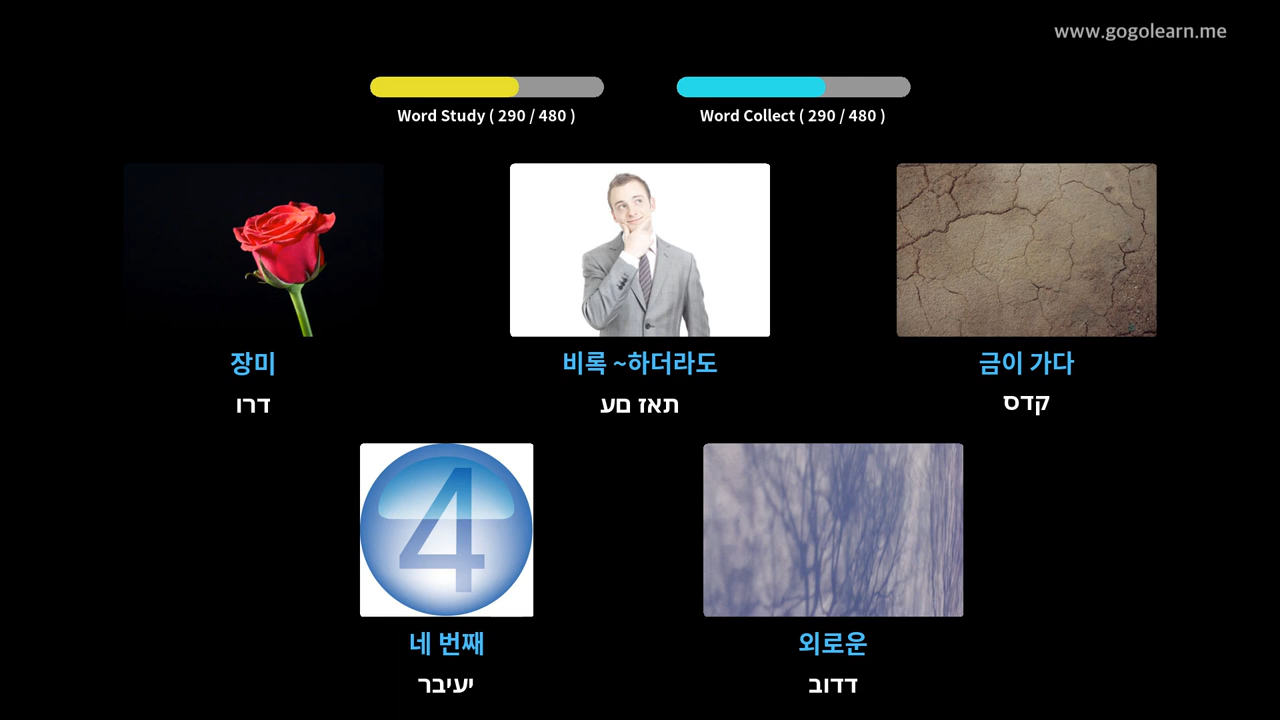 www.gogolearn.me
Word Study ( 290 / 480 )
Word Collect ( 290 / 480 )
장미
דרו
비록 ~하더라도
תאז םע
금이 가다
קדס
네 번째
יעיבר
외로운
דדוב